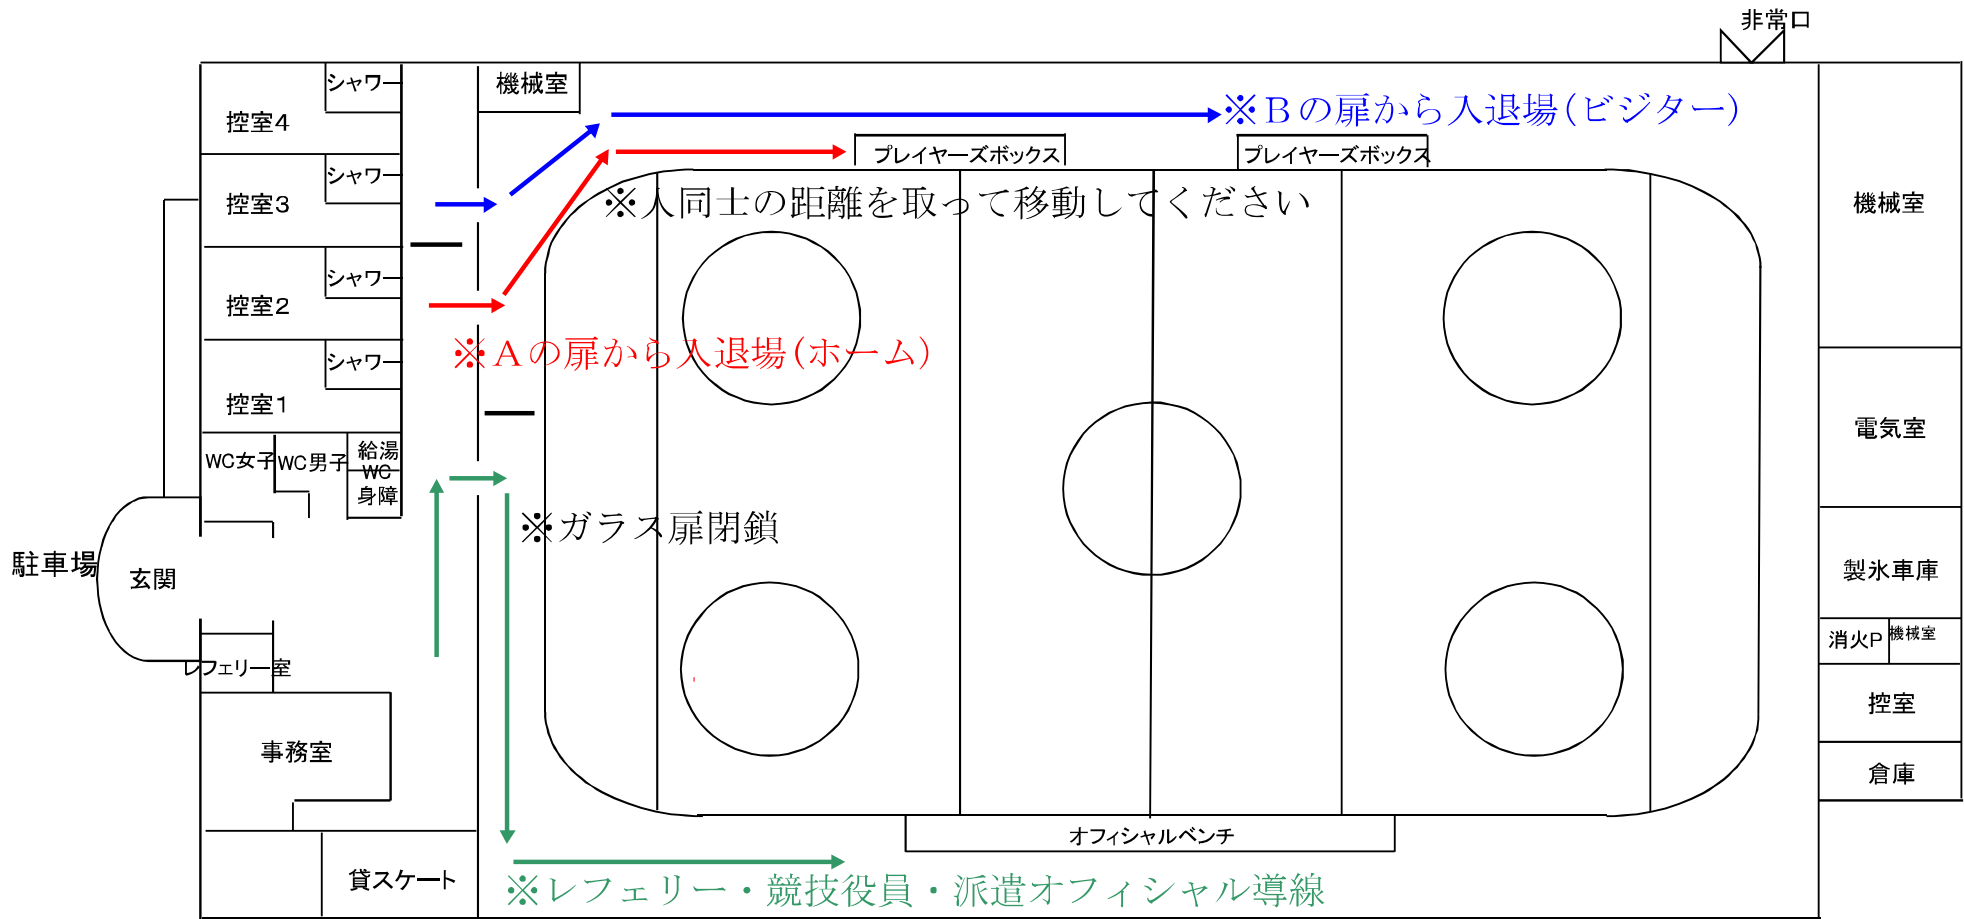 非常口
シャワー
機械室
※Ｂの扉から入退場(ビジター)
控室4
プレイヤーズボックス
プレイヤーズボックス
シャワー
控室3
※人同士の距離を取って移動してください
機械室
シャワー
控室2
※Ａの扉から入退場(ホーム)
シャワー
控室1
電気室
WC女子
WC男子
給湯
WC
身障
※ガラス扉閉鎖
駐車場
玄関
製氷車庫
消火P
機械室
レフェリー室
控室
事務室
倉庫
オフィシャルベンチ
貸スケート
※レフェリー・競技役員・派遣オフィシャル導線